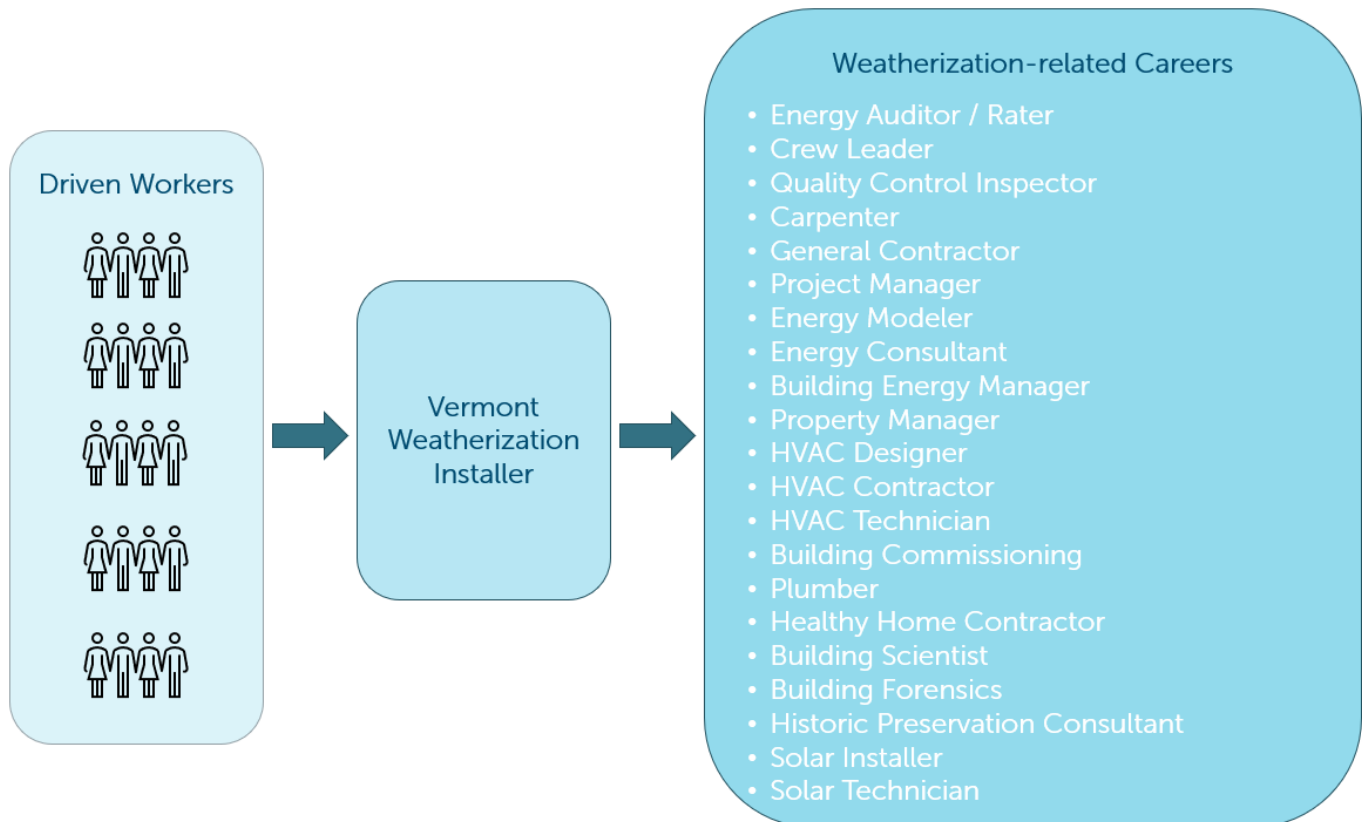 Driven Workers
Vermont
Weatherization
Installer
Weatherization-related Careers
• Energy Auditor / Rater
• Crew Leader
• Quality Control Inspector
• Carpenter
• General Contractor
• Project Manager
• Energy Modeler
• Energy Consultant
• Building Energy Manager
• Property Manager
• HVAC Designer
• HVAC Contractor
• HVAC Technician
• Building Commissioning
• Plumber
• Healthy Home Contractor
• Building Scientist
• Building Forensics
• Historic Preservation Consultant
• Solar Installer
• Solar Technician